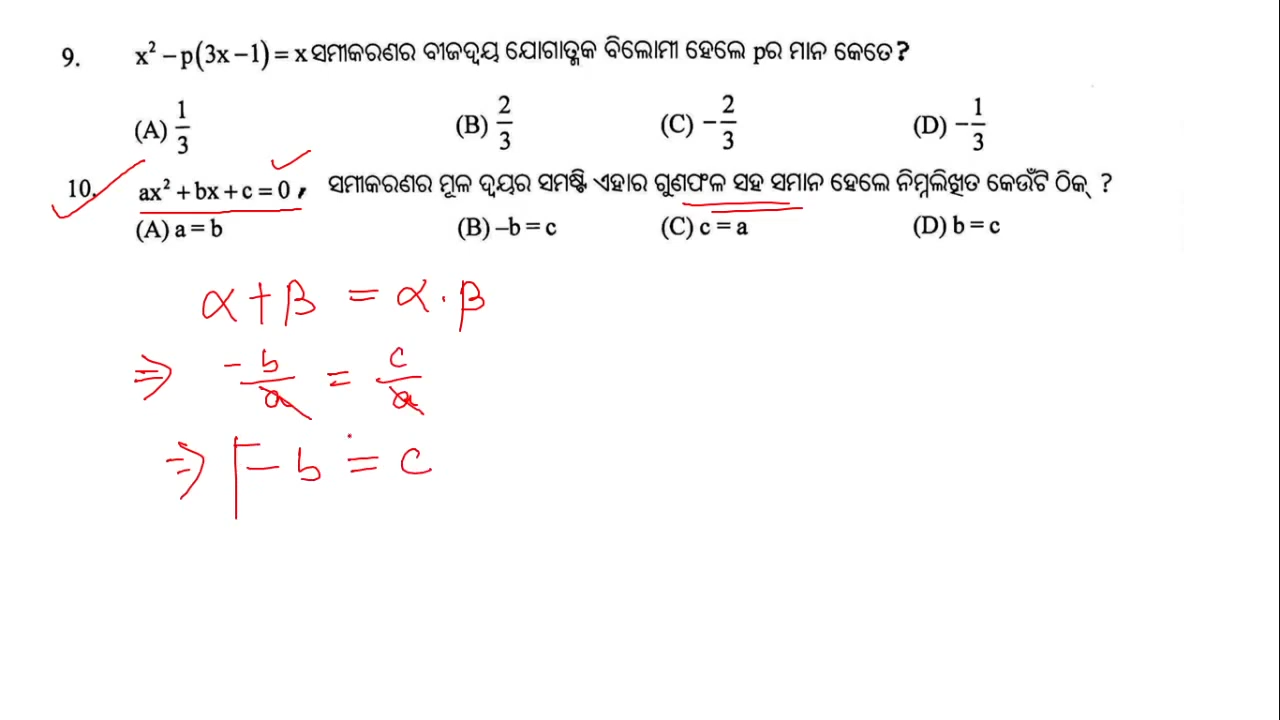 9. x² – p(3x – 1) = x ସମୀକରଣର ବୀଜଦ୍ୱୟ ଯୋଗାତ୍ମକ ବିଲୋମୀ ହେଲେ pର ମାନ କେତେ ?
(A) 1/3 (B) 2/3 (C) –2/3 (D) –1/3
10. ax² + bx + c = 0, ସମୀକରଣର ମୂଳ ଦ୍ୱୟର ସମଷ୍ଟି ଏହାର ଗୁଣଫଳ ସହ ସମାନ ହେଲେ ନିମ୍ନଲିଖିତ କେଉଁଟି ଠିକ୍ ?
(A) a = b (B) –b = c (C) c = a (D) b = c
α + β = α · β
⇒ –b/a = c/a
⇒ – b = c